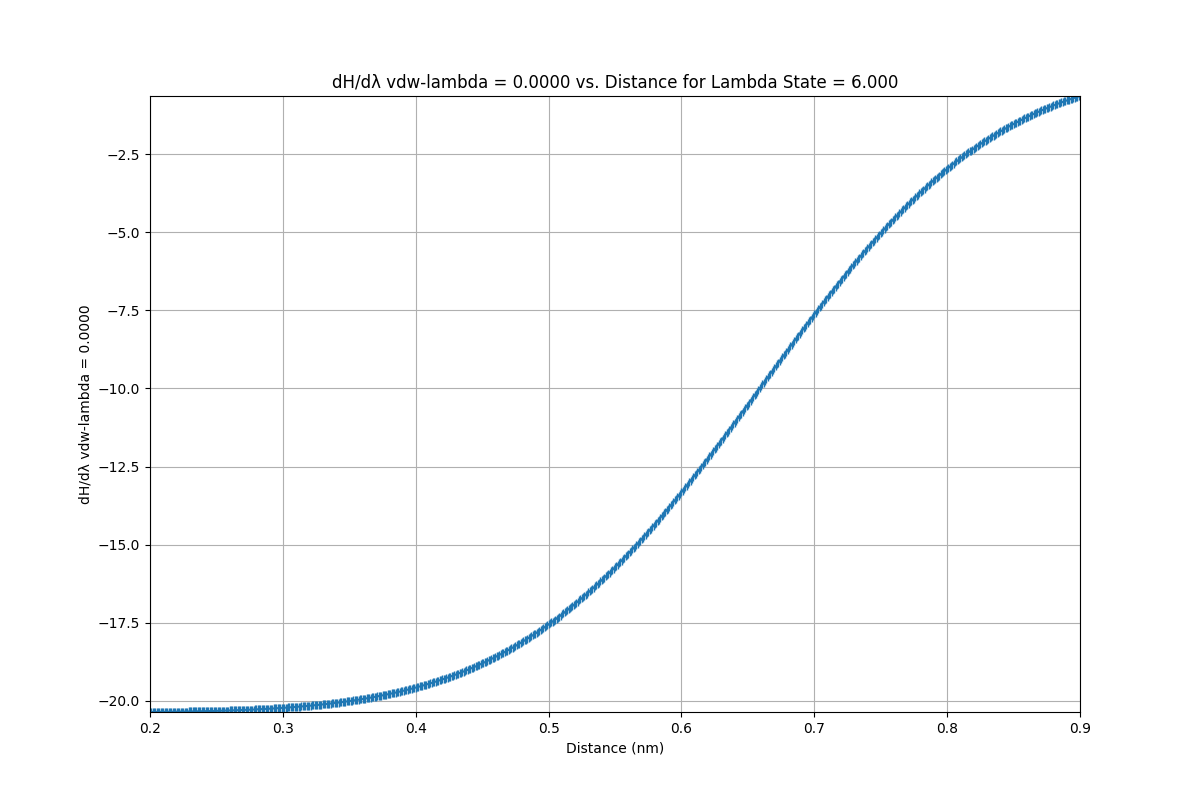 dH/dλ vdw-lambda = 0.0000 vs. Distance for Lambda State = 6.000
dH/dλ vdw-lambda = 0.0000
−2.5
−5.0
−7.5
−10.0
−12.5
−15.0
−17.5
−20.0
0.2 0.3 0.4 0.5 0.6 0.7 0.8 0.9
Distance (nm)